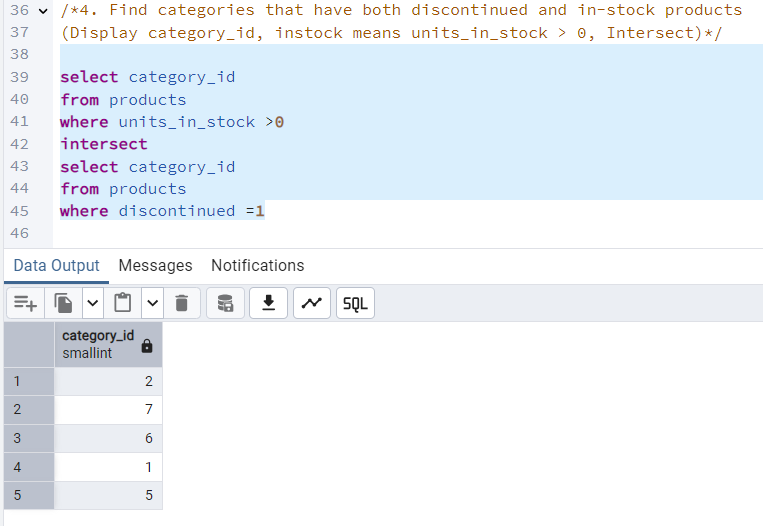 36 /*4. Find categories that have both discontinued and in-stock products
37 (Display category_id, instock means units_in_stock > 0, Intersect)*/
38
39 select category_id
40 from products
41 where units_in_stock >0
42 intersect
43 select category_id
44 from products
45 where discontinued =1
46
Data Output Messages Notifications
SQL
category_id
smallint
1 2
2 7
3 6
4 1
5 5